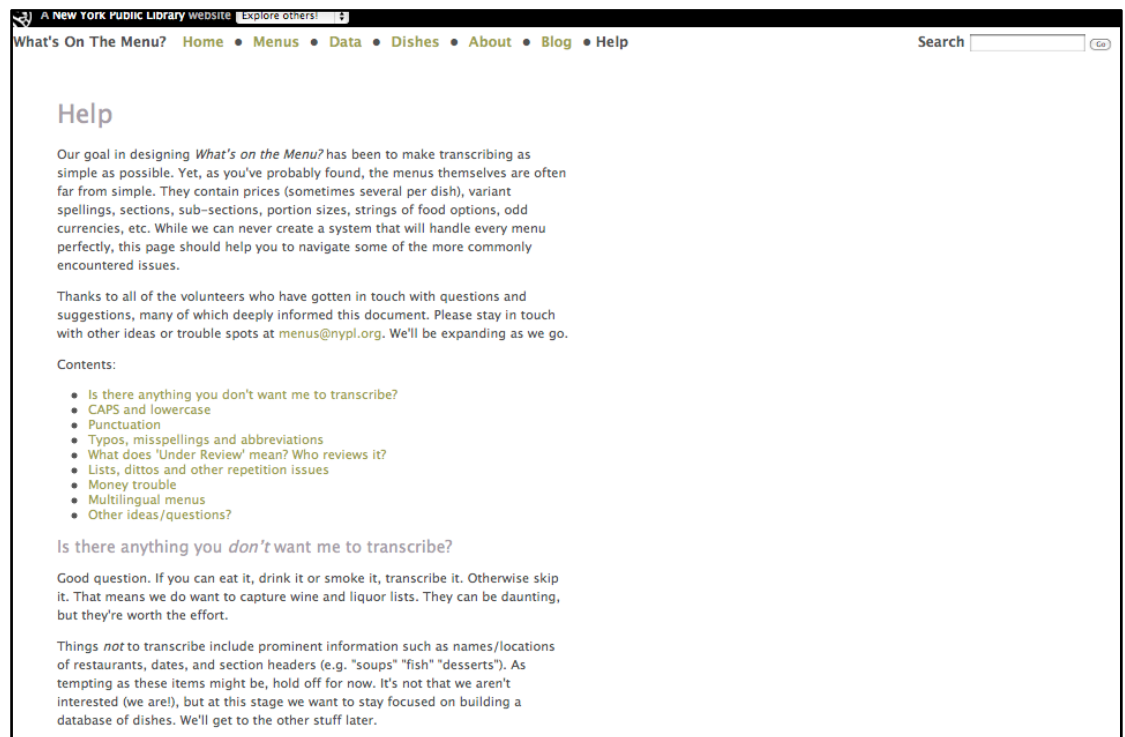 A New York Public Library website Explore others!
What's On The Menu? Home • Menus • Data • Dishes • About • Blog • Help Search Go
Help
Our goal in designing What's on the Menu? has been to make transcribing as
simple as possible. Yet, as you've probably found, the menus themselves are often
far from simple. They contain prices (sometimes several per dish), variant
spellings, sections, sub-sections, portion sizes, strings of food options, odd
currencies, etc. While we can never create a system that will handle every menu
perfectly, this page should help you to navigate some of the more commonly
encountered issues.
Thanks to all of the volunteers who have gotten in touch with questions and
suggestions, many of which deeply informed this document. Please stay in touch
with other ideas or trouble spots at menus@nypl.org. We'll be expanding as we go.
Contents:
• Is there anything you don't want me to transcribe?
• CAPS and lowercase
• Punctuation
• Typos, misspellings and abbreviations
• What does 'Under Review' mean? Who reviews it?
• Lists, dittos and other repetition issues
• Money trouble
• Multilingual menus
• Other ideas/questions?
Is there anything you don't want me to transcribe?
Good question. If you can eat it, drink it or smoke it, transcribe it. Otherwise skip
it. That means we do want to capture wine and liquor lists. They can be daunting,
but they're worth the effort.
Things not to transcribe include prominent information such as names/locations
of restaurants, dates, and section headers (e.g. "soups" "fish" "desserts"). As
tempting as these items might be, hold off for now. It's not that we aren't
interested (we are!), but at this stage we want to stay focused on building a
database of dishes. We'll get to the other stuff later.